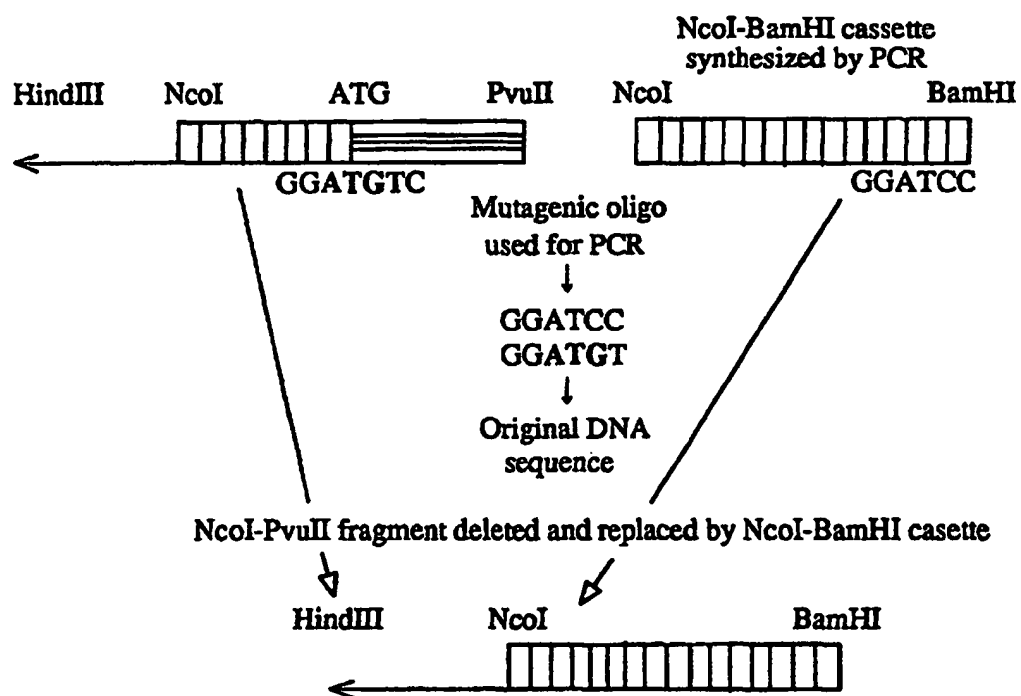 NcoI-BamHI cassette
synthesized by PCR
HindIII NcoI ATG PvuII NcoI BamHI
GGATGTC GGATCC
Mutagenic oligo
used for PCR
GGATCC
GGATGT
Original DNA
sequence
NcoI-PvuII fragment deleted and replaced by NcoI-BamHI casette
HindIII NcoI BamHI